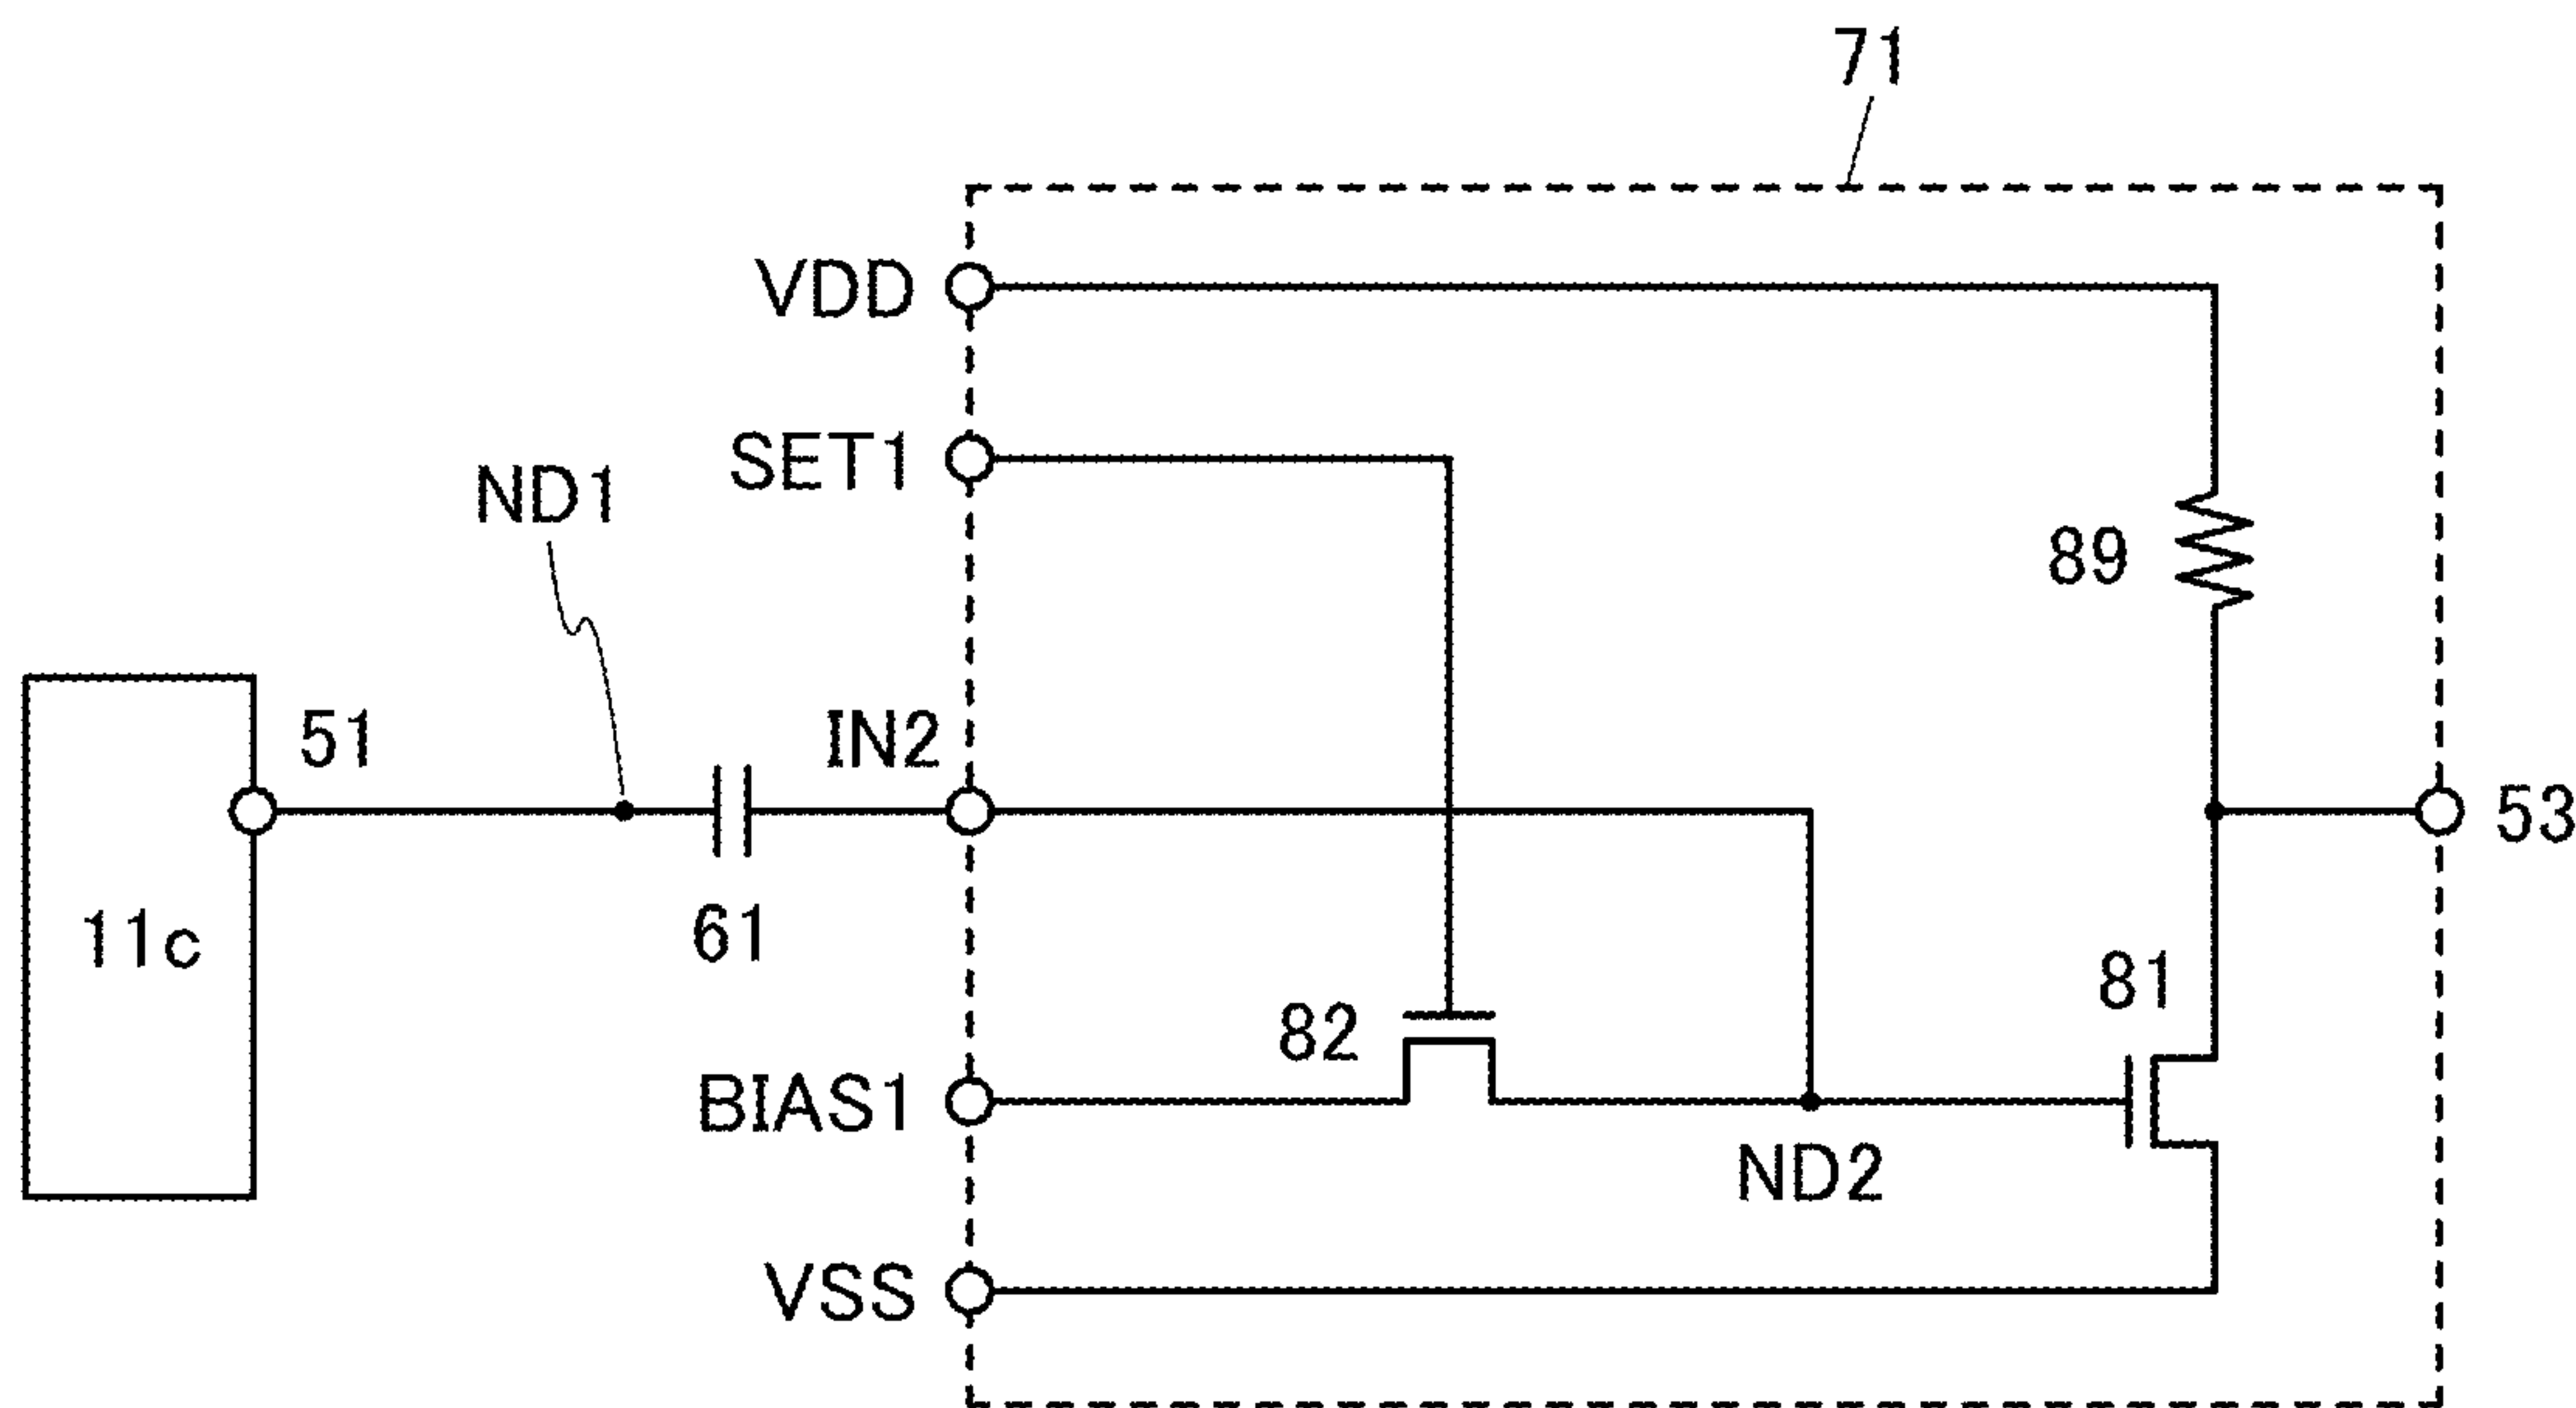 71
VDD
SET1
ND1
89
51
IN2
53
11c
61
81
82
BIAS1
ND2
VSS